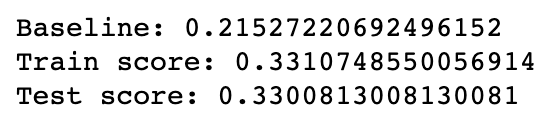 Baseline: 0.21527220692496152
Train score: 0.3310748550056914
Test score: 0.3300813008130081